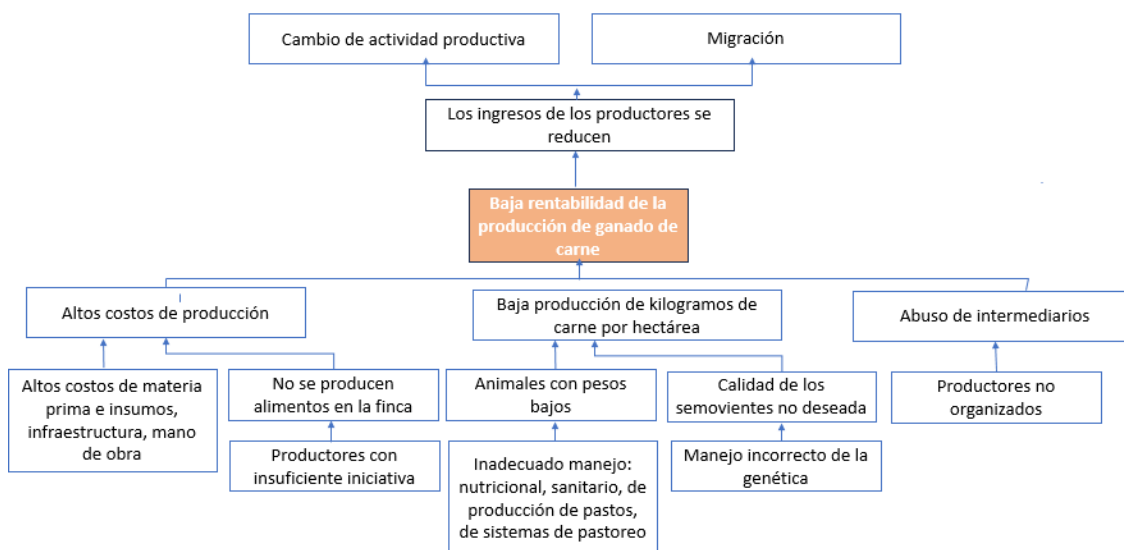 Cambio de actividad productiva
Migración
Los ingresos de los productores se
reducen
Baja rentabilidad de la
producción de ganado de
carne
Altos costos de producción
Baja producción de kilogramos de
carne por hectárea
Abuso de intermediarios
Altos costos de materia
prima e insumos,
infraestructura, mano
de obra
No se producen
alimentos en la finca
Animales con pesos
bajos
Calidad de los
semovientes no deseada
Productores no
organizados
Productores con
insuficiente iniciativa
Inadecuado manejo:
nutricional, sanitario, de
producción de pastos,
de sistemas de pastoreo
Manejo incorrecto de la
genética